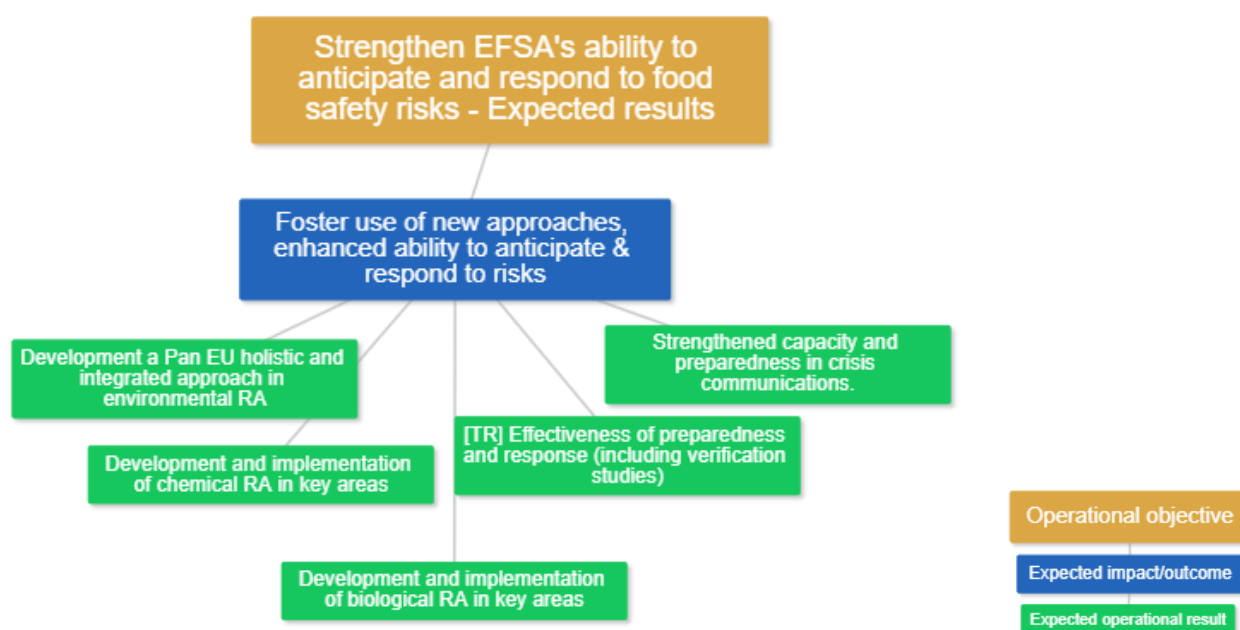 Strengthen EFSA's ability to
anticipate and respond to food
safety risks - Expected results
Foster use of new approaches,
enhanced ability to anticipate &
respond to risks
Development a Pan EU holistic and
integrated approach in
environmental RA
Strengthened capacity and
preparedness in crisis
communications.
Development and implementation
of chemical RA in key areas
[TR] Effectiveness of preparedness
and response (including verification
studies)
Development and implementation
of biological RA in key areas
Operational objective
Expected impact/outcome
Expected operational result